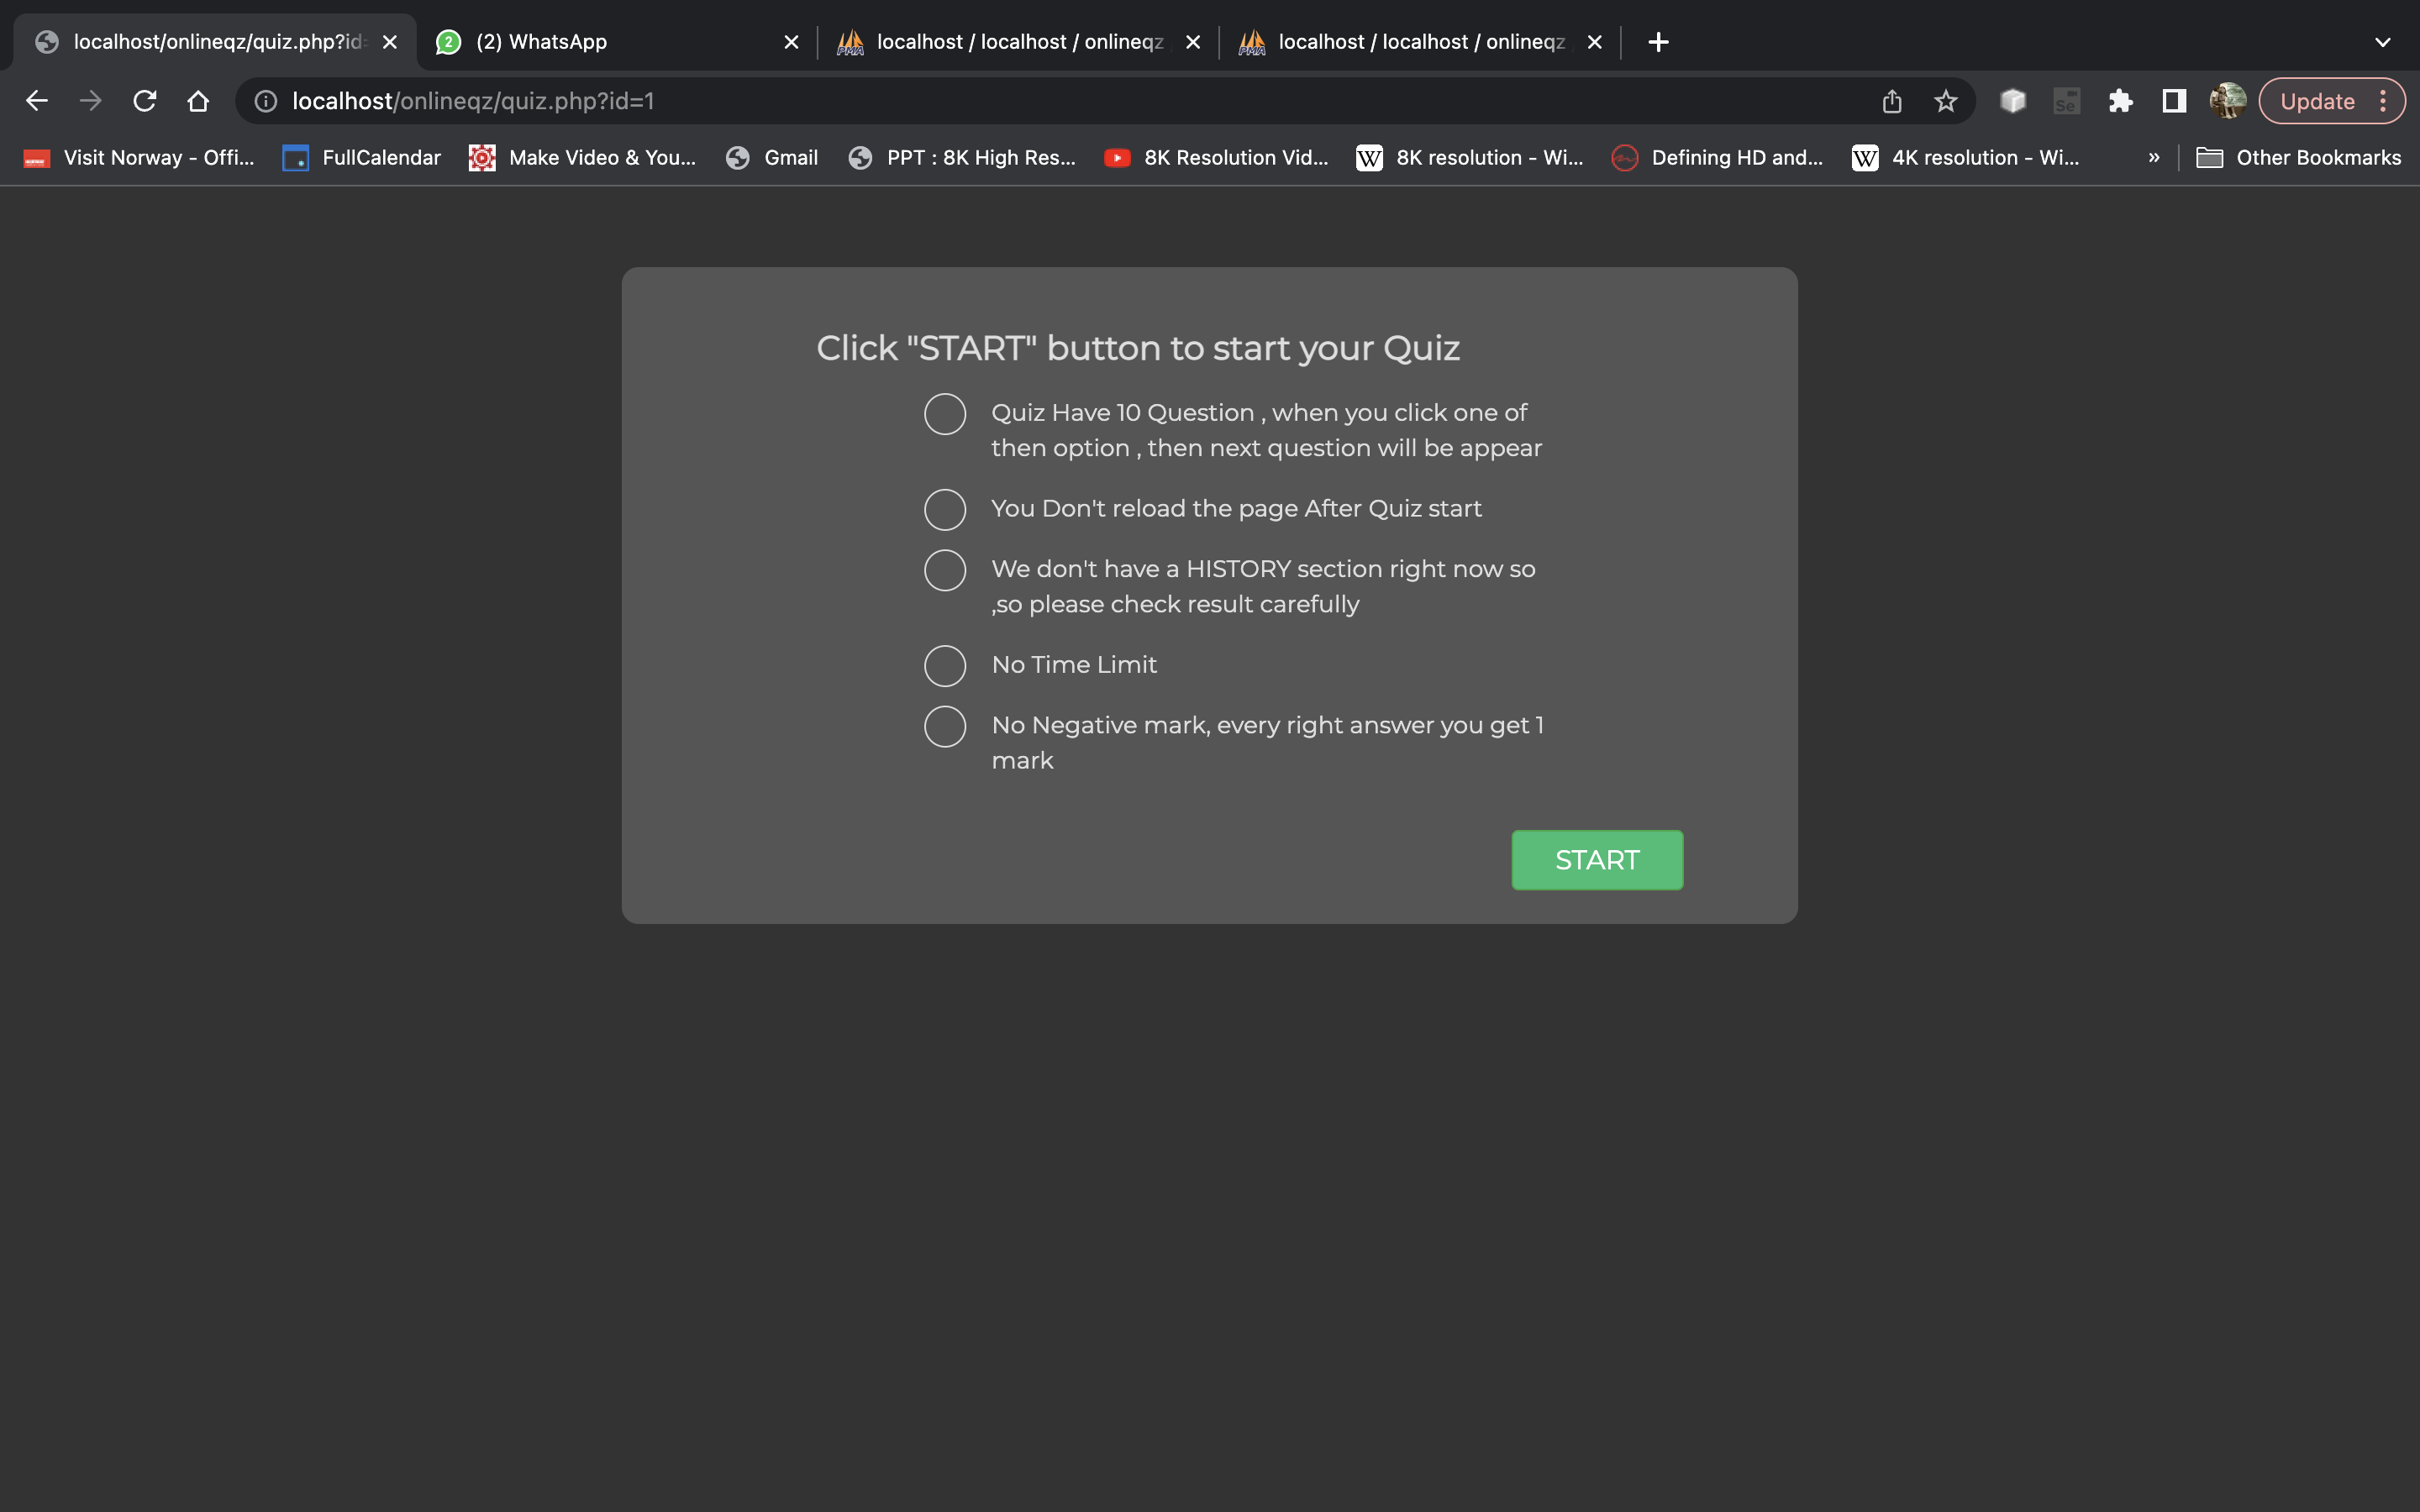 localhost/onlineqz/quiz.php?id=
2
(2) WhatsApp
PMA
localhost / localhost / onlineqz
PMA
localhost / localhost / onlineqz
localhost/onlineqz/quiz.php?id=1
Se
Update
Visit Norway - Offi...
FullCalendar
Make Video & You...
Gmail
PPT : 8K High Res...
8K Resolution Vid...
W
8K resolution - Wi...
Defining HD and...
W
4K resolution - Wi...
»
Other Bookmarks
Click "START" button to start your Quiz
Quiz Have 10 Question , when you click one of
then option , then next question will be appear
You Don't reload the page After Quiz start
We don't have a HISTORY section right now so
,so please check result carefully
No Time Limit
No Negative mark, every right answer you get 1
mark
START